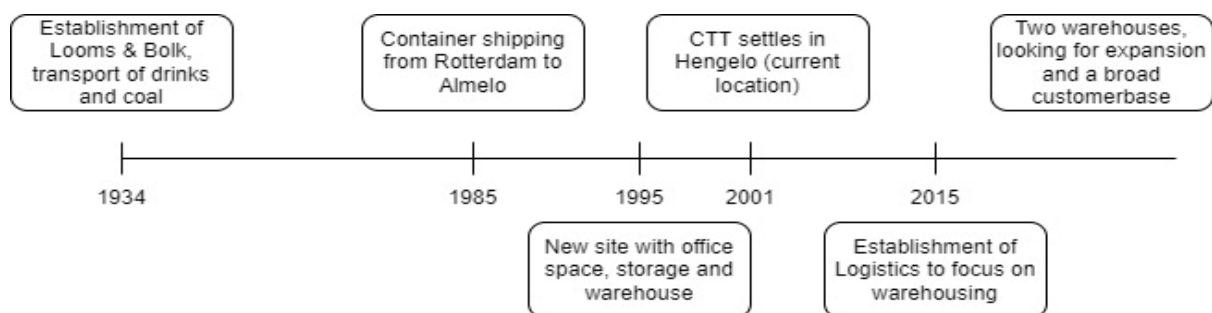 Establishment of
Looms & Bolk,
transport of drinks
and coal
Container shipping
from Rotterdam to
Almelo
CTT settles in
Hengelo (current
location)
Two warehouses,
looking for expansion
and a broad
customerbase
1934
1985
1995
2001
2015
New site with office
space, storage and
warehouse
Establishment of
Logistics to focus on
warehousing